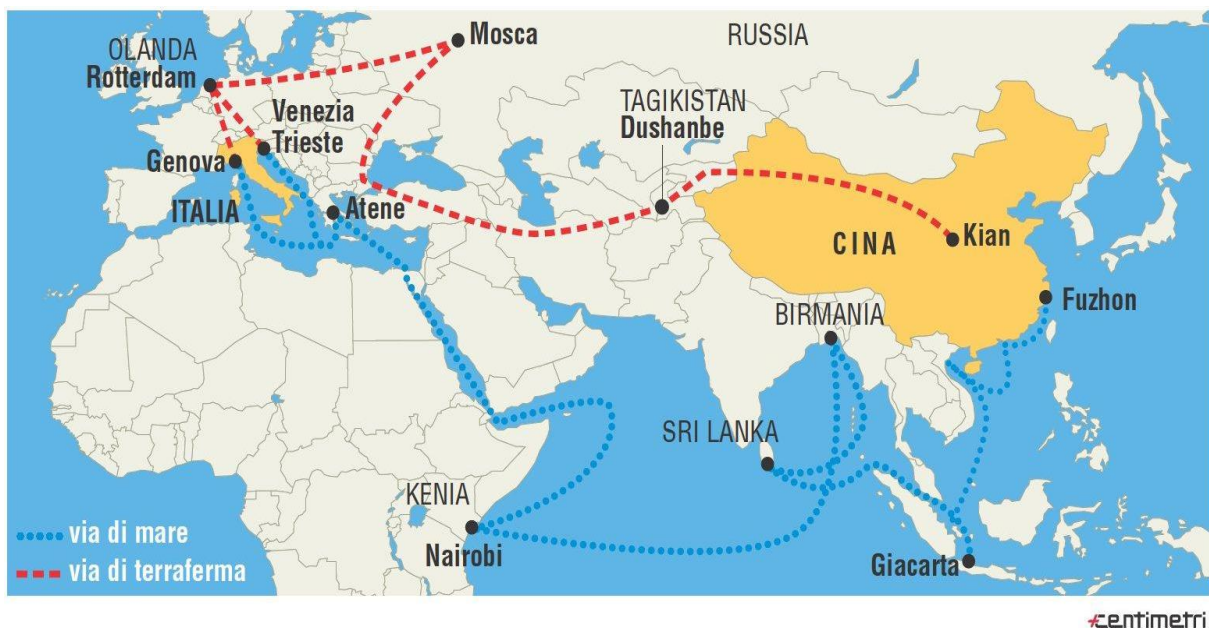 Mosca
RUSSIA
OLANDA
Rotterdam
TAGIKISTAN
Dushanbe
Venezia
Trieste
Genova
ITALIA
Atene
CINA
Kian
Fuzhon
BIRMANIA
SRI LANKA
KENIA
Nairobi
Giacarta
via di mare
via di terraferma
centimetri